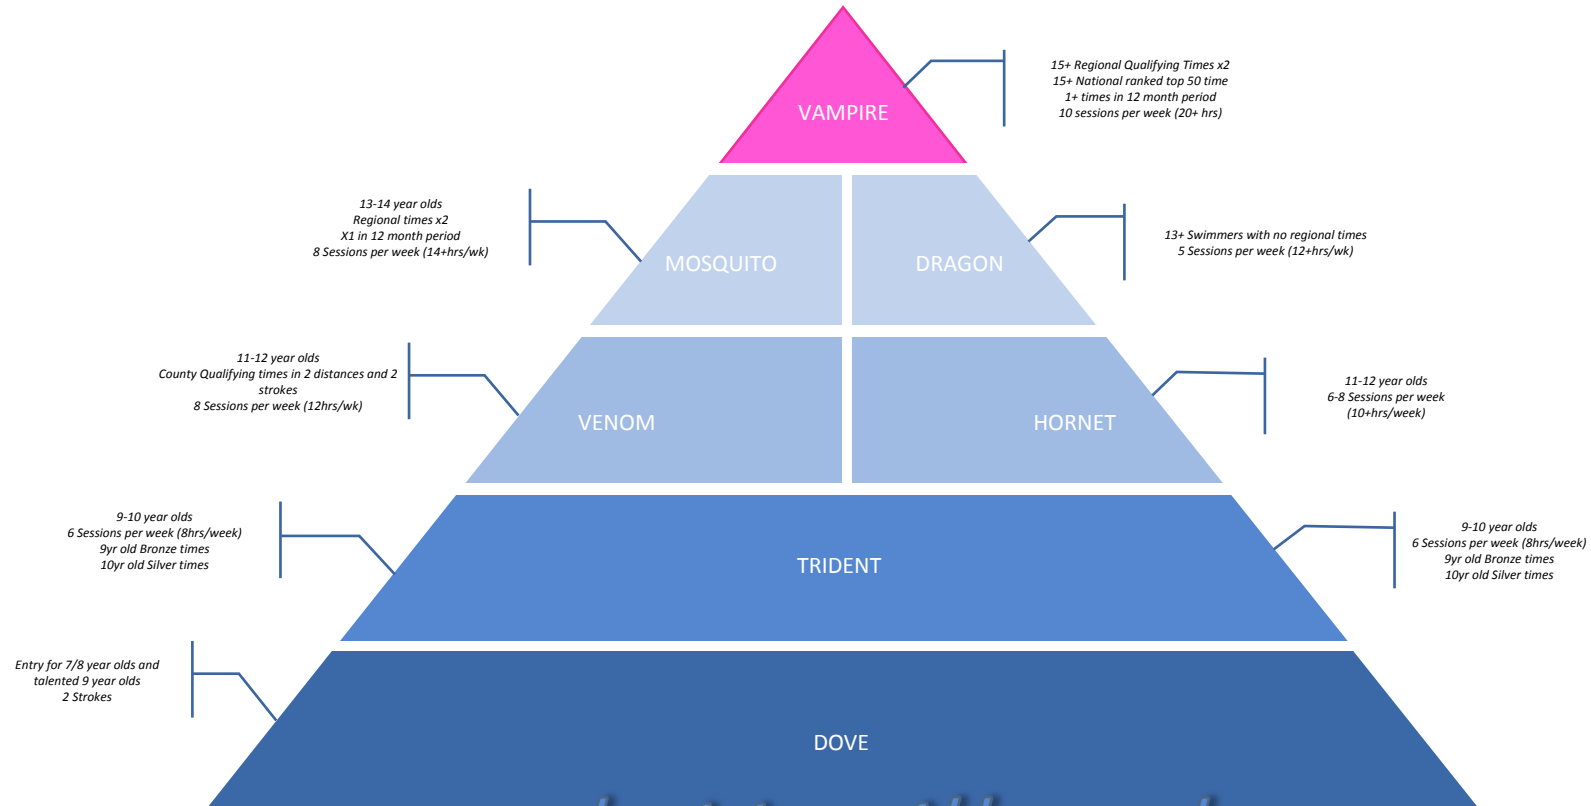 VAMPIRE
15+ Regional Qualifying Times x2
15+ National ranked top 50 time
1+ times in 12 month period
10 sessions per week (20+ hrs)
13-14 year olds
Regional times x2
X1 in 12 month period
8 Sessions per week (14+hrs/wk)
MOSQUITO
DRAGON
13+ Swimmers with no regional times
5 Sessions per week (12+hrs/wk)
11-12 year olds
County Qualifying times in 2 distances and 2
strokes
8 Sessions per week (12hrs/wk)
VENOM
HORNET
11-12 year olds
6-8 Sessions per week
(10+hrs/week)
9-10 year olds
6 Sessions per week (8hrs/week)
9yr old Bronze times
10yr old Silver times
TRIDENT
9-10 year olds
6 Sessions per week (8hrs/week)
9yr old Bronze times
10yr old Silver times
Entry for 7/8 year olds and
talented 9 year olds
2 Strokes
DOVE